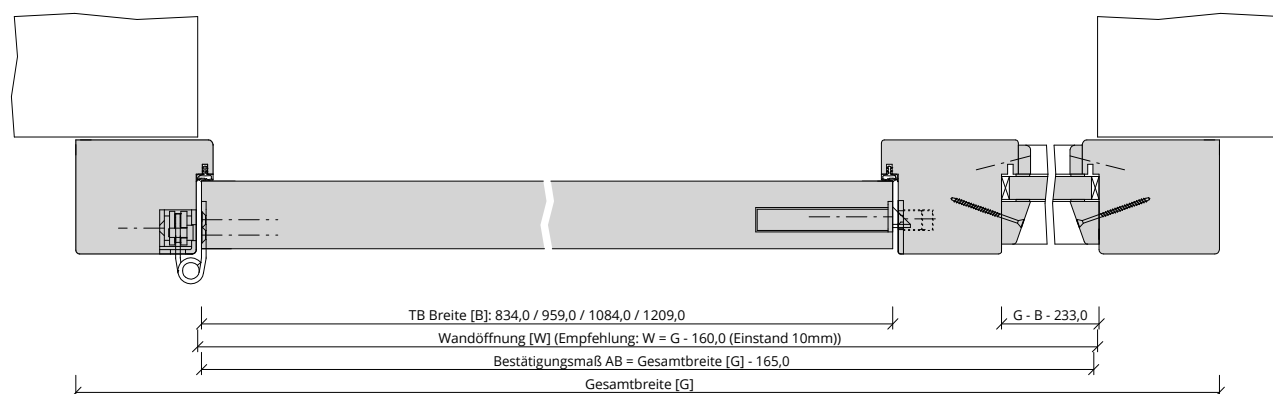 TB Breite [B]: 834,0 / 959,0 / 1084,0 / 1209,0
G - B - 233,0
Wandöffnung [W] (Empfehlung: W = G - 160,0 (Einstand 10mm))
Bestätigungsmaß AB = Gesamtbreite [G] - 165,0
Gesamtbreite [G]